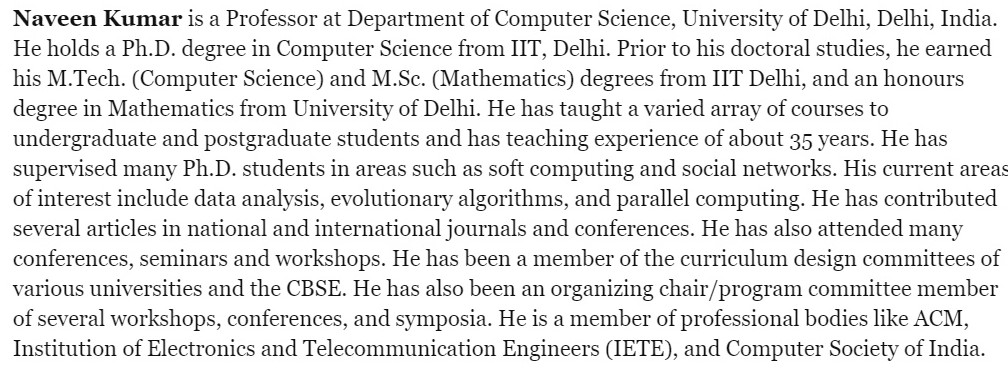 Naveen Kumar is a Professor at Department of Computer Science, University of Delhi, Delhi, India.
He holds a Ph.D. degree in Computer Science from IIT, Delhi. Prior to his doctoral studies, he earned
his M.Tech. (Computer Science) and M.Sc. (Mathematics) degrees from IIT Delhi, and an honours
degree in Mathematics from University of Delhi. He has taught a varied array of courses to
undergraduate and postgraduate students and has teaching experience of about 35 years. He has
supervised many Ph.D. students in areas such as soft computing and social networks. His current areas
of interest include data analysis, evolutionary algorithms, and parallel computing. He has contributed
several articles in national and international journals and conferences. He has also attended many
conferences, seminars and workshops. He has been a member of the curriculum design committees of
various universities and the CBSE. He has also been an organizing chair/program committee member
of several workshops, conferences, and symposia. He is a member of professional bodies like ACM,
Institution of Electronics and Telecommunication Engineers (IETE), and Computer Society of India.